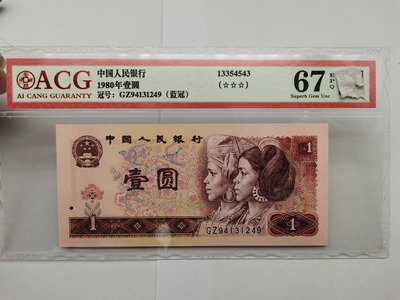 ACG
AI CANG GUARANTY
中国人民银行
1980年壹圆
冠号：GZ94131249（蓝冠）
13354543
(☆☆☆)
67 EPQ
Superb Gem Unc
中国人民银行
1
壹圆
1
GZ94131249
1